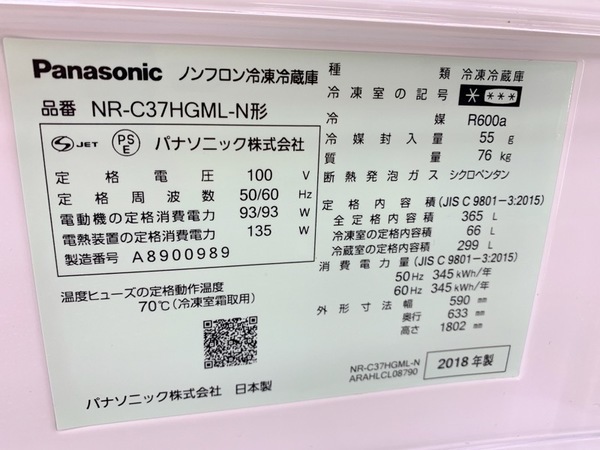 Panasonic ノンフロン冷凍冷蔵庫
品番 NR-C37HGML-N形
S JET PS E パナソニック株式会社
定格電圧 100 V
定格周波数 50/60 Hz
電動機の定格消費電力 93/93 W
電熱装置の定格消費電力 135 W
製造番号 A8900989
温度ヒューズの定格動作温度
70℃(冷凍室霜取用)
パナソニック株式会社 日本製
種類 冷凍冷蔵庫
冷凍室の記号 * ***
冷媒 R600a
冷媒封入量 55 g
質量 76 kg
断熱発泡ガス シクロペンタン
定格内容積 (JIS C 9801-3:2015)
全定格内容積 365 L
冷凍室の定格内容積 66 L
冷蔵室の定格内容積 299 L
消費電力量 (JIS C 9801-3:2015)
50 Hz 345 kWh/年
60 Hz 345 kWh/年
外形寸法 幅 590 mm
奥行 633 mm
高さ 1802 mm
NR-C37HGML-N
ARAHLCL08790
2018 年製